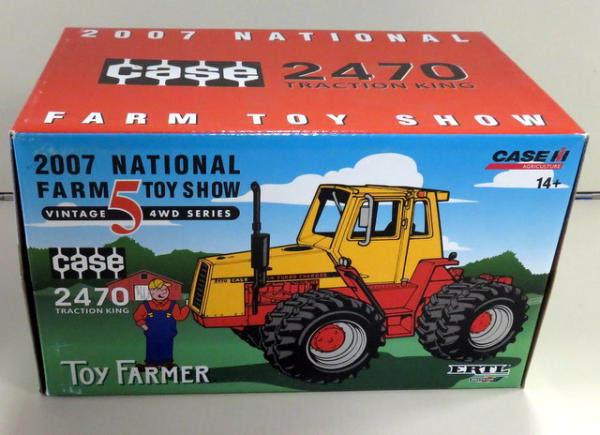 2007 NATIONAL
case 2470
TRACTION KING
FARM TOY SHOW
2007 NATIONAL
FARM 5 TOY SHOW
VINTAGE 4WD SERIES
CASE IH
AGRICULTURE
14+
case
2470
TRACTION KING
TOY FARMER
ERTL